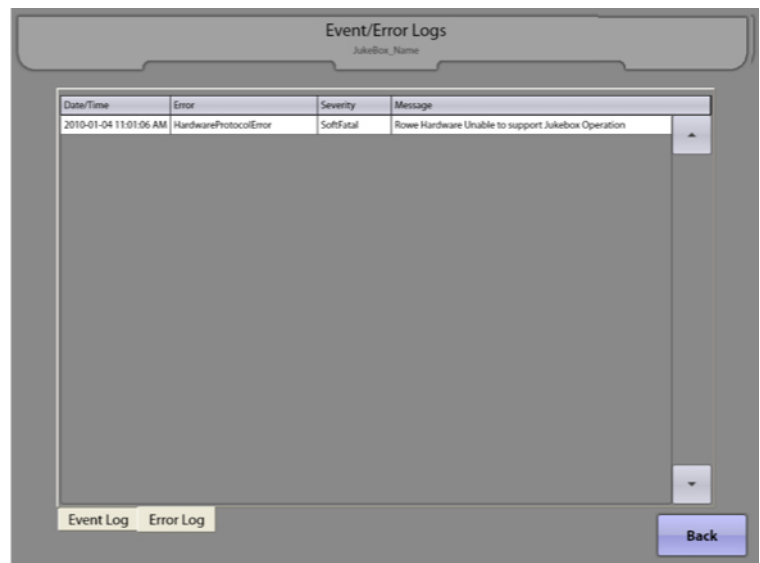 Event/Error Logs
JukeBox_Name
Date/Time Error Severity Message
2010-01-04 11:01:06 AM HardwareProtocolError SoftFatal Rowe Hardware Unable to support Jukebox Operation
Event Log Error Log
Back